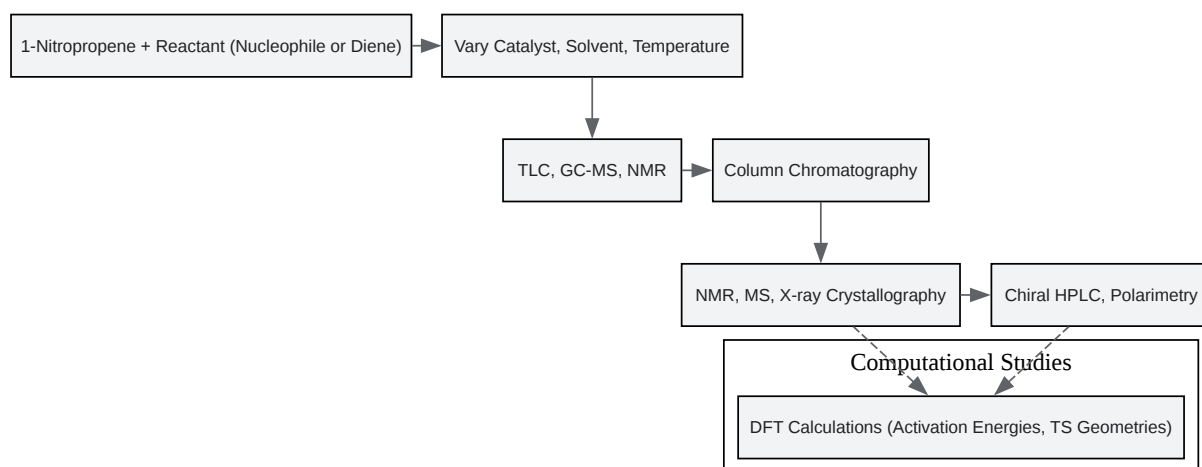 1-Nitropropene + Reactant (Nucleophile or Diene)
Vary Catalyst, Solvent, Temperature
TLC, GC-MS, NMR
Column Chromatography
NMR, MS, X-ray Crystallography
Chiral HPLC, Polarimetry
Computational Studies
DFT Calculations (Activation Energies, TS Geometries)